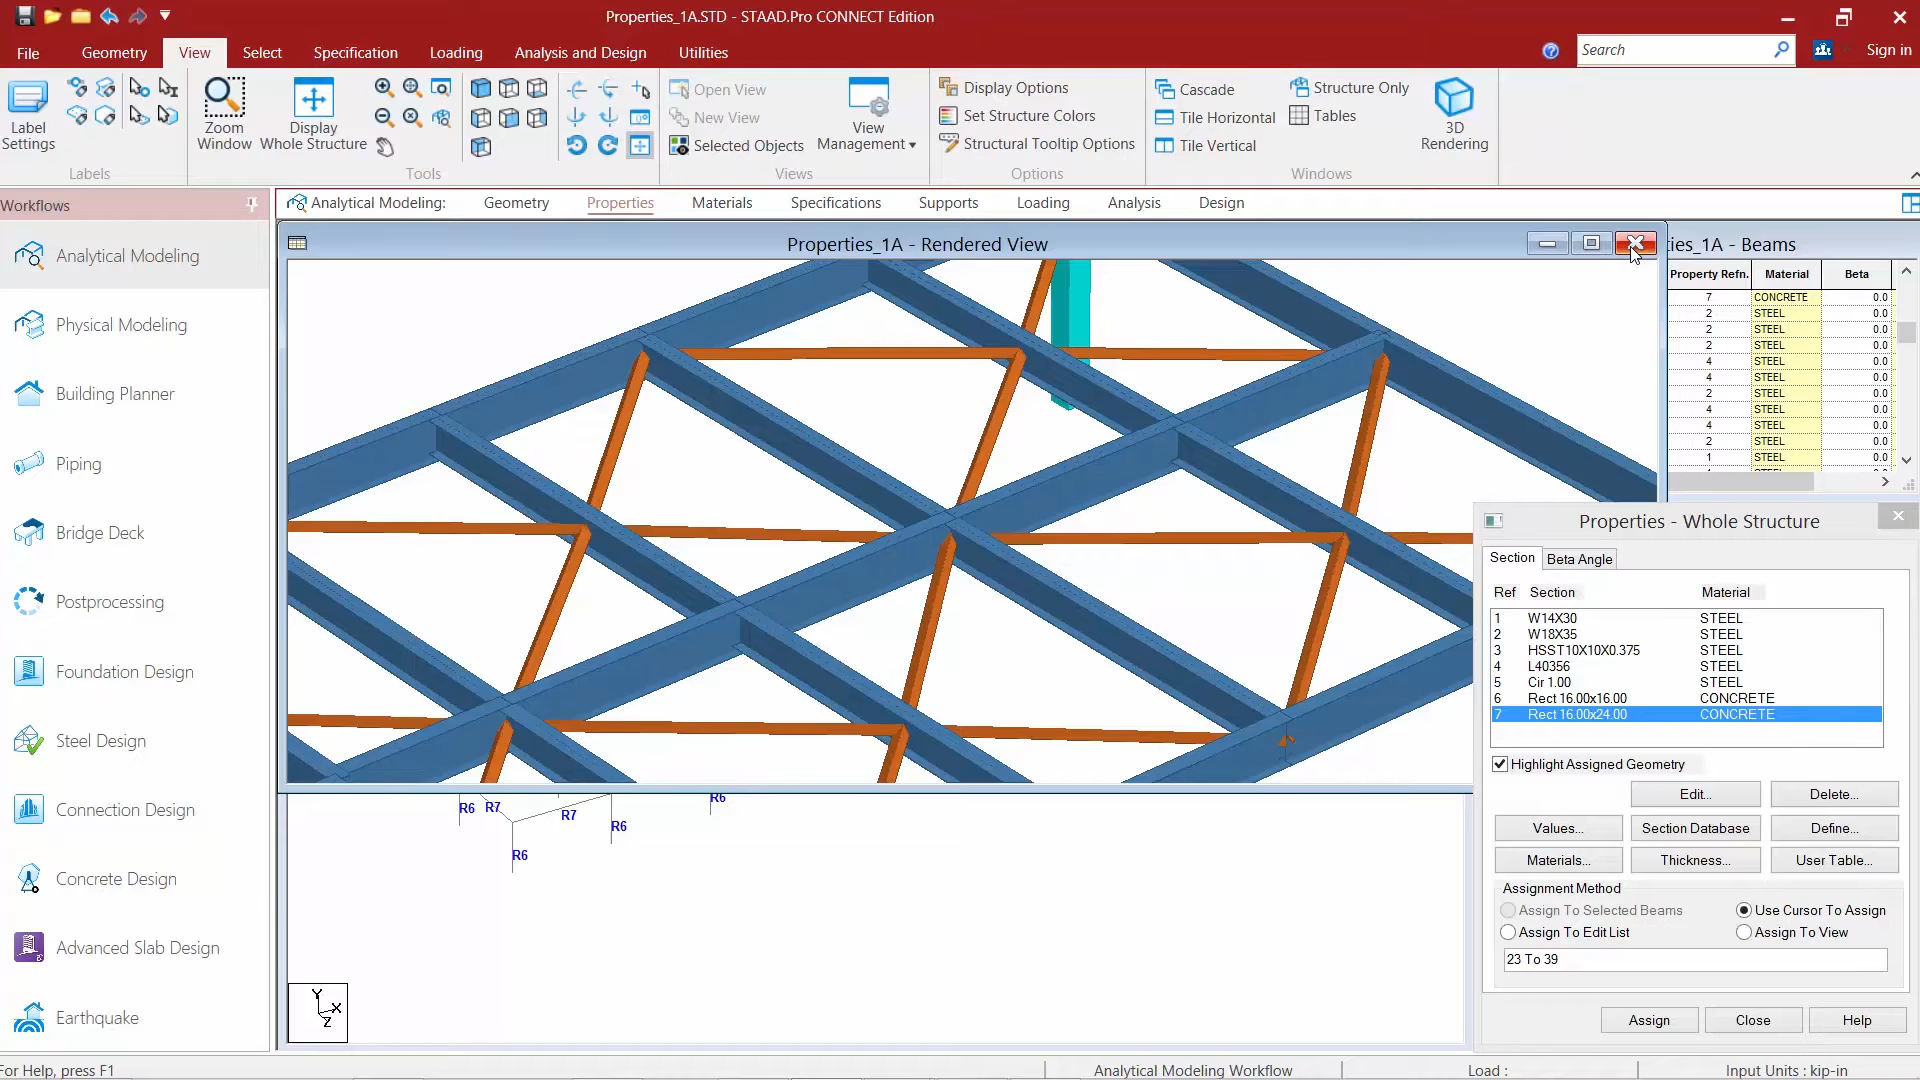 Properties_1A.STD - STAAD.Pro CONNECT Edition
File Geometry View Select Specification Loading Analysis and Design Utilities Search Sign in
Label Settings
Zoom Window
Display Whole Structure
Open View
New View
Selected Objects
View Management
Display Options
Set Structure Colors
Structural Tooltip Options
Cascade
Tile Horizontal
Tile Vertical
Structure Only
Tables
3D Rendering
Labels Tools Views Options Windows
Workflows
Analytical Modeling
Physical Modeling
Building Planner
Piping
Bridge Deck
Postprocessing
Foundation Design
Steel Design
Connection Design
Concrete Design
Advanced Slab Design
Earthquake
Analytical Modeling: Geometry Properties Materials Specifications Supports Loading Analysis Design
Properties_1A - Rendered View
ies_1A - Beams
Property Refn. Material Beta
7 CONCRETE 0.0
2 STEEL 0.0
2 STEEL 0.0
2 STEEL 0.0
4 STEEL 0.0
4 STEEL 0.0
2 STEEL 0.0
4 STEEL 0.0
4 STEEL 0.0
2 STEEL 0.0
1 STEEL 0.0
R6 R7 R7 R6 R6
R6
Y
X
Z
Properties - Whole Structure
Section Beta Angle
Ref Section Material
1 W14X30 STEEL
2 W18X35 STEEL
3 HSST10X10X0.375 STEEL
4 L40356 STEEL
5 Cir 1.00 STEEL
6 Rect 16.00x16.00 CONCRETE
7 Rect 16.00x24.00 CONCRETE
Highlight Assigned Geometry
Edit... Delete...
Values... Section Database Define...
Materials... Thickness... User Table...
Assignment Method
Assign To Selected Beams Use Cursor To Assign
Assign To Edit List Assign To View
23 To 39
Assign Close Help
For Help, press F1 Analytical Modeling Workflow Load : Input Units : kip-in